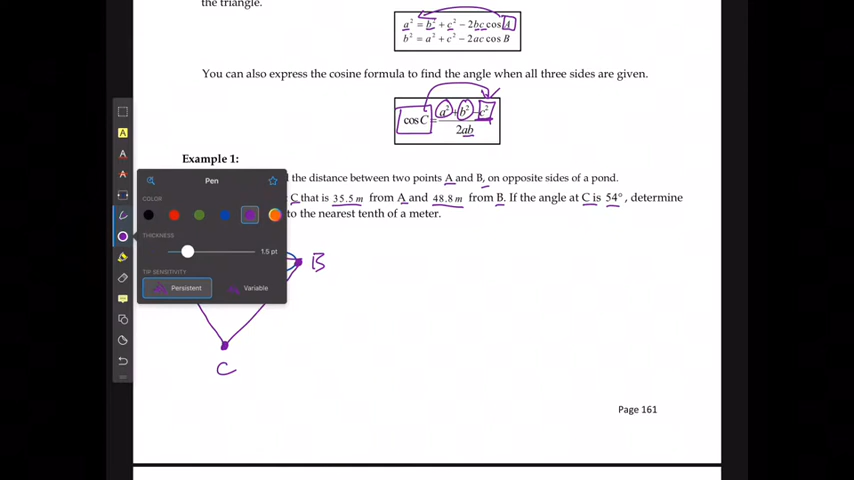 the triangle.
a² = b² + c² − 2bc cos A
b² = a² + c² − 2ac cos B
You can also express the cosine formula to find the angle when all three sides are given.
cos C = a² + b² − c² / 2ab
Example 1:
the distance between two points A and B, on opposite sides of a pond.
C that is 35.5 m from A and 48.8 m from B. If the angle at C is 54°, determine
to the nearest tenth of a meter.
Pen
COLOR
THICKNESS
1.5 pt
TIP SENSITIVITY
Persistent
Variable
B
C
Page 161
A
A
A